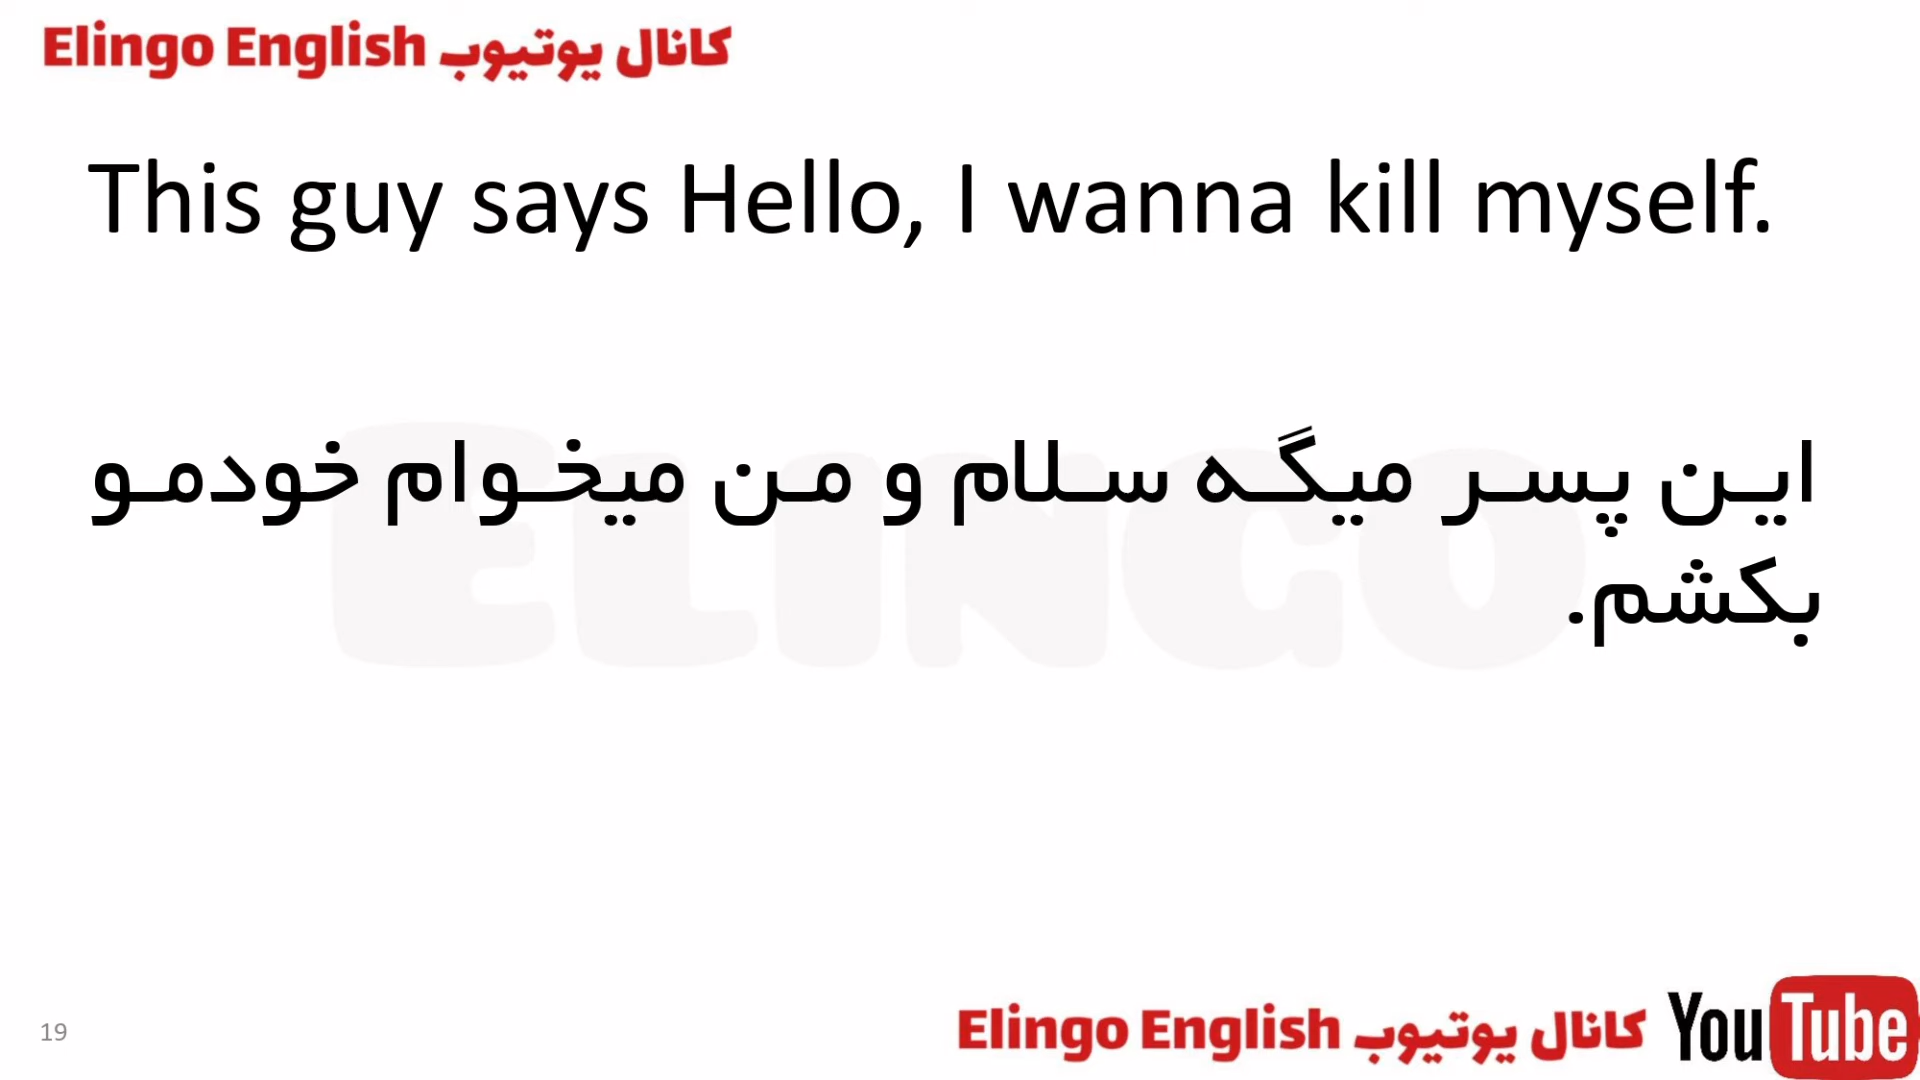 Elingo English کانال یوتیوب
This guy says Hello, I wanna kill myself.
این پسر میگه سلام و من میخوام خودمو
بکشم.
ELINGO
19
Elingo English کانال یوتیوب YouTube